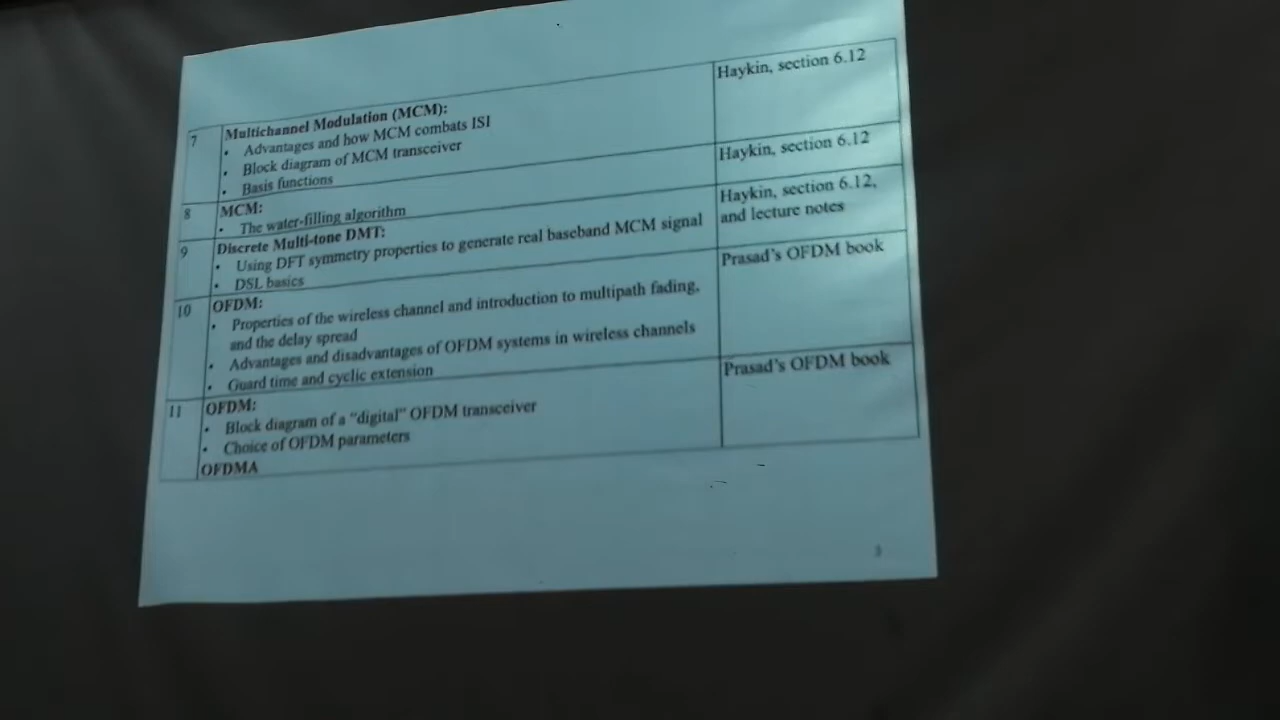 7 Multichannel Modulation (MCM): Haykin, section 6.12
• Advantages and how MCM combats ISI
• Block diagram of MCM transceiver
• Basis functions
8 MCM: Haykin, section 6.12
• The water-filling algorithm
9 Discrete Multi-tone DMT: Haykin, section 6.12,
• Using DFT symmetry properties to generate real baseband MCM signal and lecture notes
• DSL basics
10 OFDM: Prasad's OFDM book
• Properties of the wireless channel and introduction to multipath fading,
and the delay spread
• Advantages and disadvantages of OFDM systems in wireless channels
• Guard time and cyclic extension
11 OFDM: Prasad's OFDM book
• Block diagram of a "digital" OFDM transceiver
• Choice of OFDM parameters
OFDMA
3